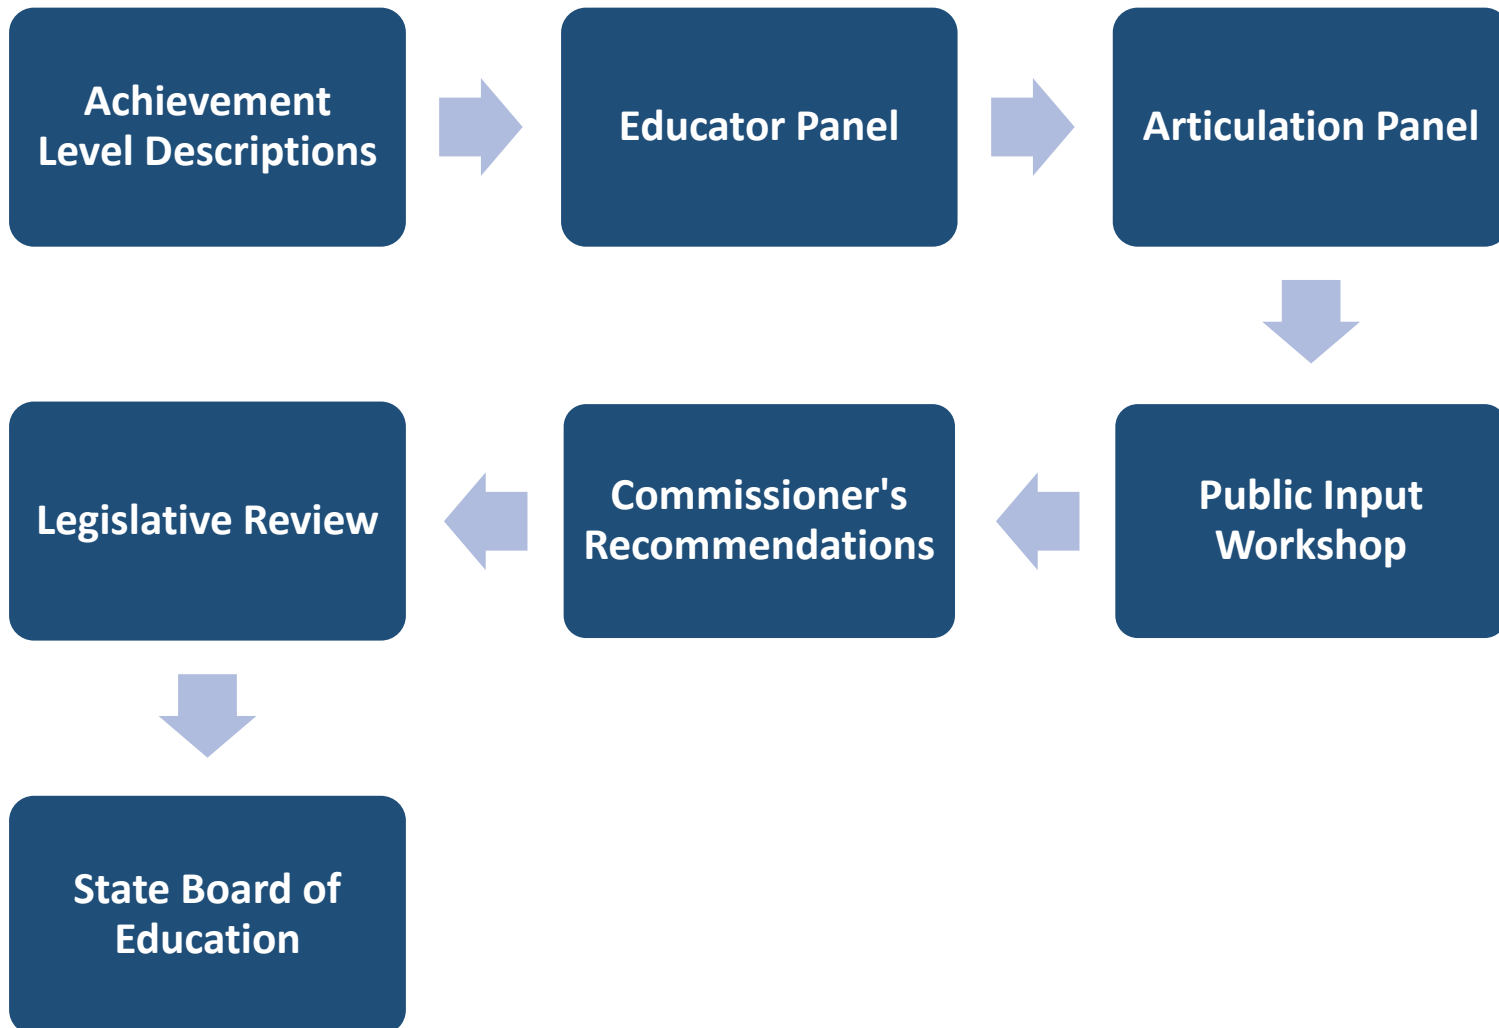 Achievement
Level Descriptions
Educator Panel
Articulation Panel
Public Input
Workshop
Commissioner's
Recommendations
Legislative Review
State Board of
Education